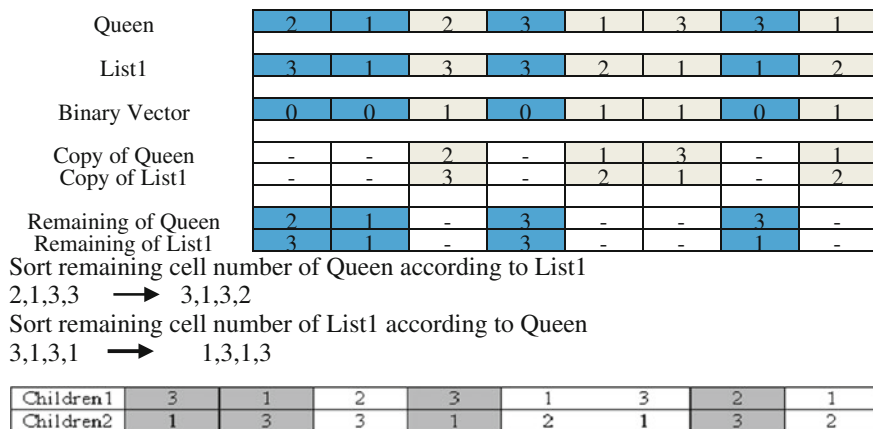 Queen 2 1 2 3 1 3 3 1
List1 3 1 3 3 2 1 1 2
Binary Vector 0 0 1 0 1 1 0 1
Copy of Queen - - 2 - 1 3 - 1
Copy of List1 - - 3 - 2 1 - 2
Remaining of Queen 2 1 - 3 - - 3 -
Remaining of List1 3 1 - 3 - - 1 -
Sort remaining cell number of Queen according to List1
2,1,3,3 → 3,1,3,2
Sort remaining cell number of List1 according to Queen
3,1,3,1 → 1,3,1,3
Children1 3 1 2 3 1 3 2 1
Children2 1 3 3 1 2 1 3 2